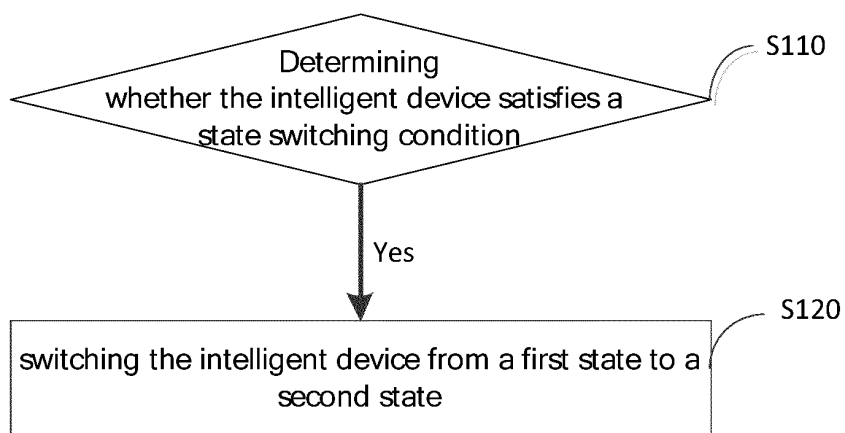 Determining
whether the intelligent device satisfies a
state switching condition
S110
Yes
S120
switching the intelligent device from a first state to a
second state